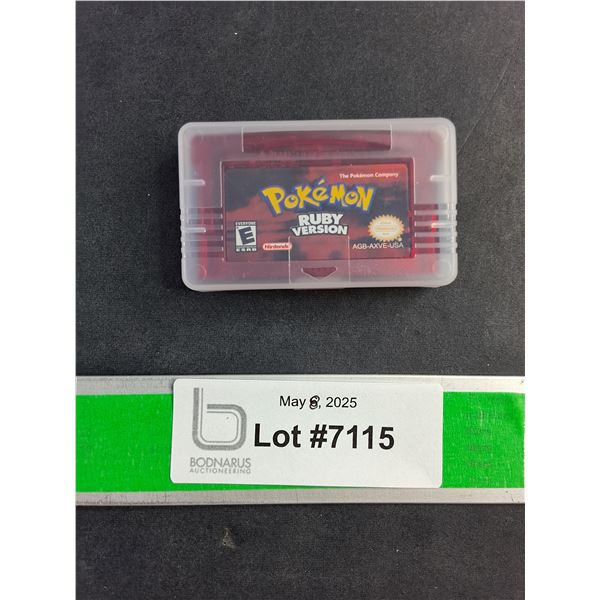 The Pokémon Company
POKéMON
RUBY
VERSION
EVERYONE
E
ESRB
Nintendo
AGB-AXVE-USA
May 8, 2025
Lot #7115
BODNARUS
AUCTIONEERING